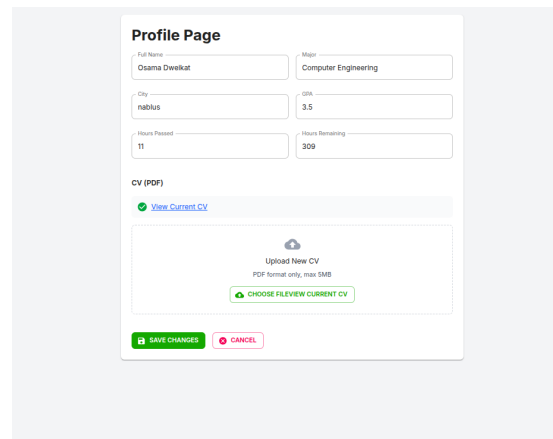 Profile Page
Full Name
Osama Dweikat
Major
Computer Engineering
City
nablus
GPA
3.5
Hours Passed
11
Hours Remaining
309
CV (PDF)
View Current CV
Upload New CV
PDF format only, max 5MB
CHOOSE FILEVIEW CURRENT CV
SAVE CHANGES
CANCEL